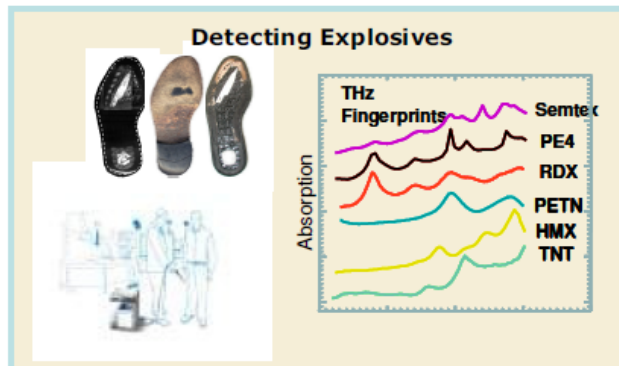 Detecting Explosives
THz
Fingerprints
Semtex
PE4
RDX
PETN
HMX
TNT
Absorption